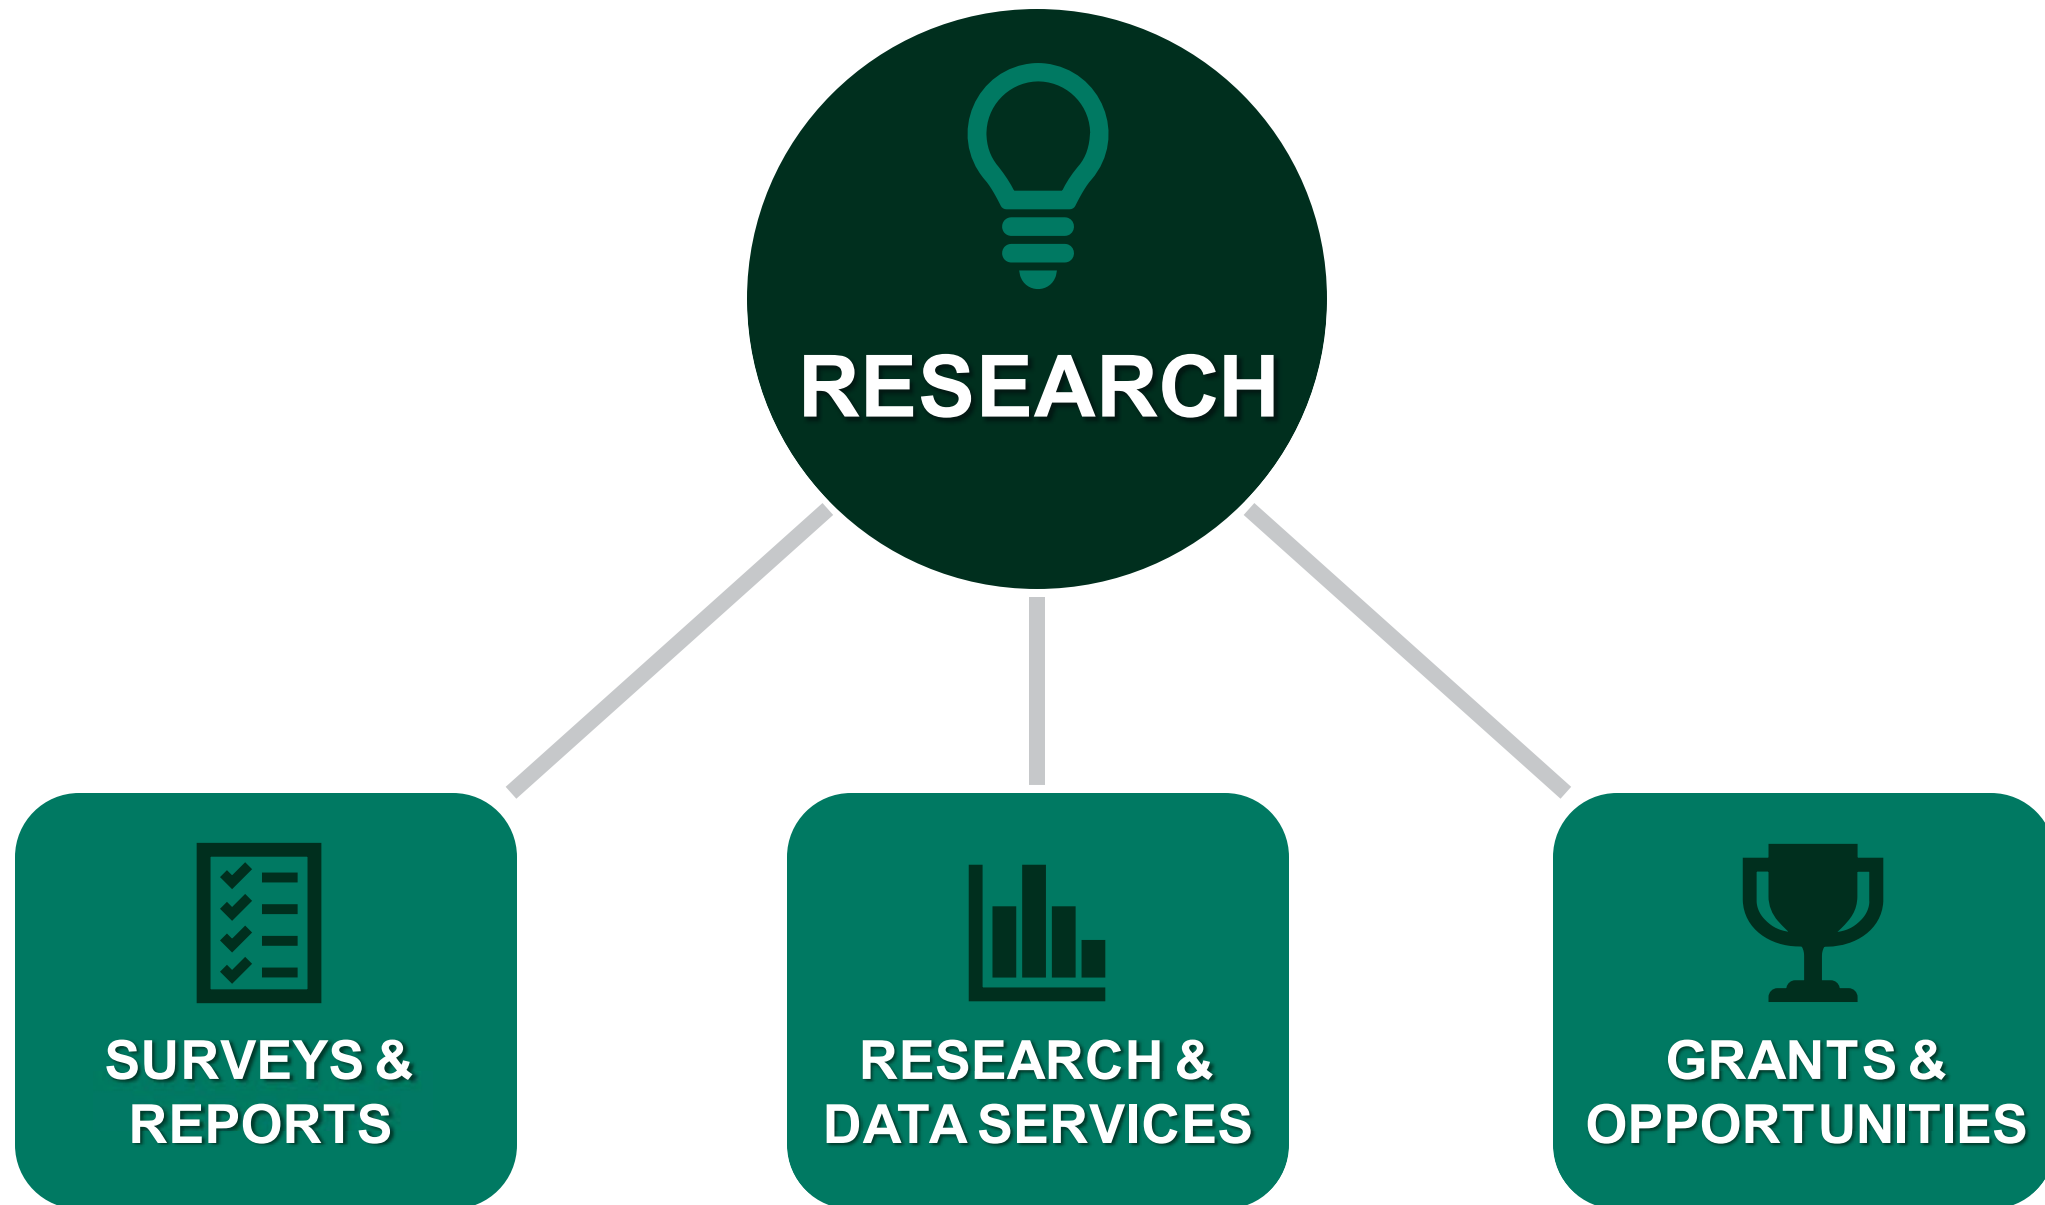 RESEARCH
SURVEYS &
REPORTS
RESEARCH &
DATA SERVICES
GRANTS &
OPPORTUNITIES